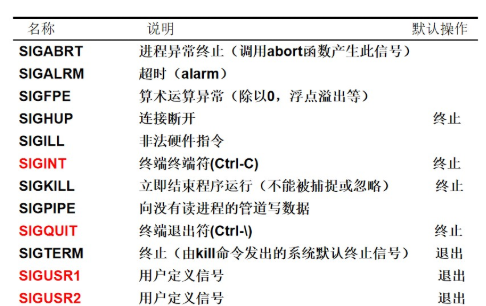 名称 说明 默认操作
SIGABRT 进程异常终止（调用abort函数产生此信号）
SIGALRM 超时（alarm）
SIGFPE 算术运算异常（除以0，浮点溢出等）
SIGHUP 连接断开 终止
SIGILL 非法硬件指令
SIGINT 终端终端符(Ctrl-C) 终止
SIGKILL 立即结束程序运行（不能被捕捉或忽略） 终止
SIGPIPE 向没有读进程的管道写数据
SIGQUIT 终端退出符(Ctrl-\) 终止
SIGTERM 终止（由kill命令发出的系统默认终止信号） 退出
SIGUSR1 用户定义信号 退出
SIGUSR2 用户定义信号 退出